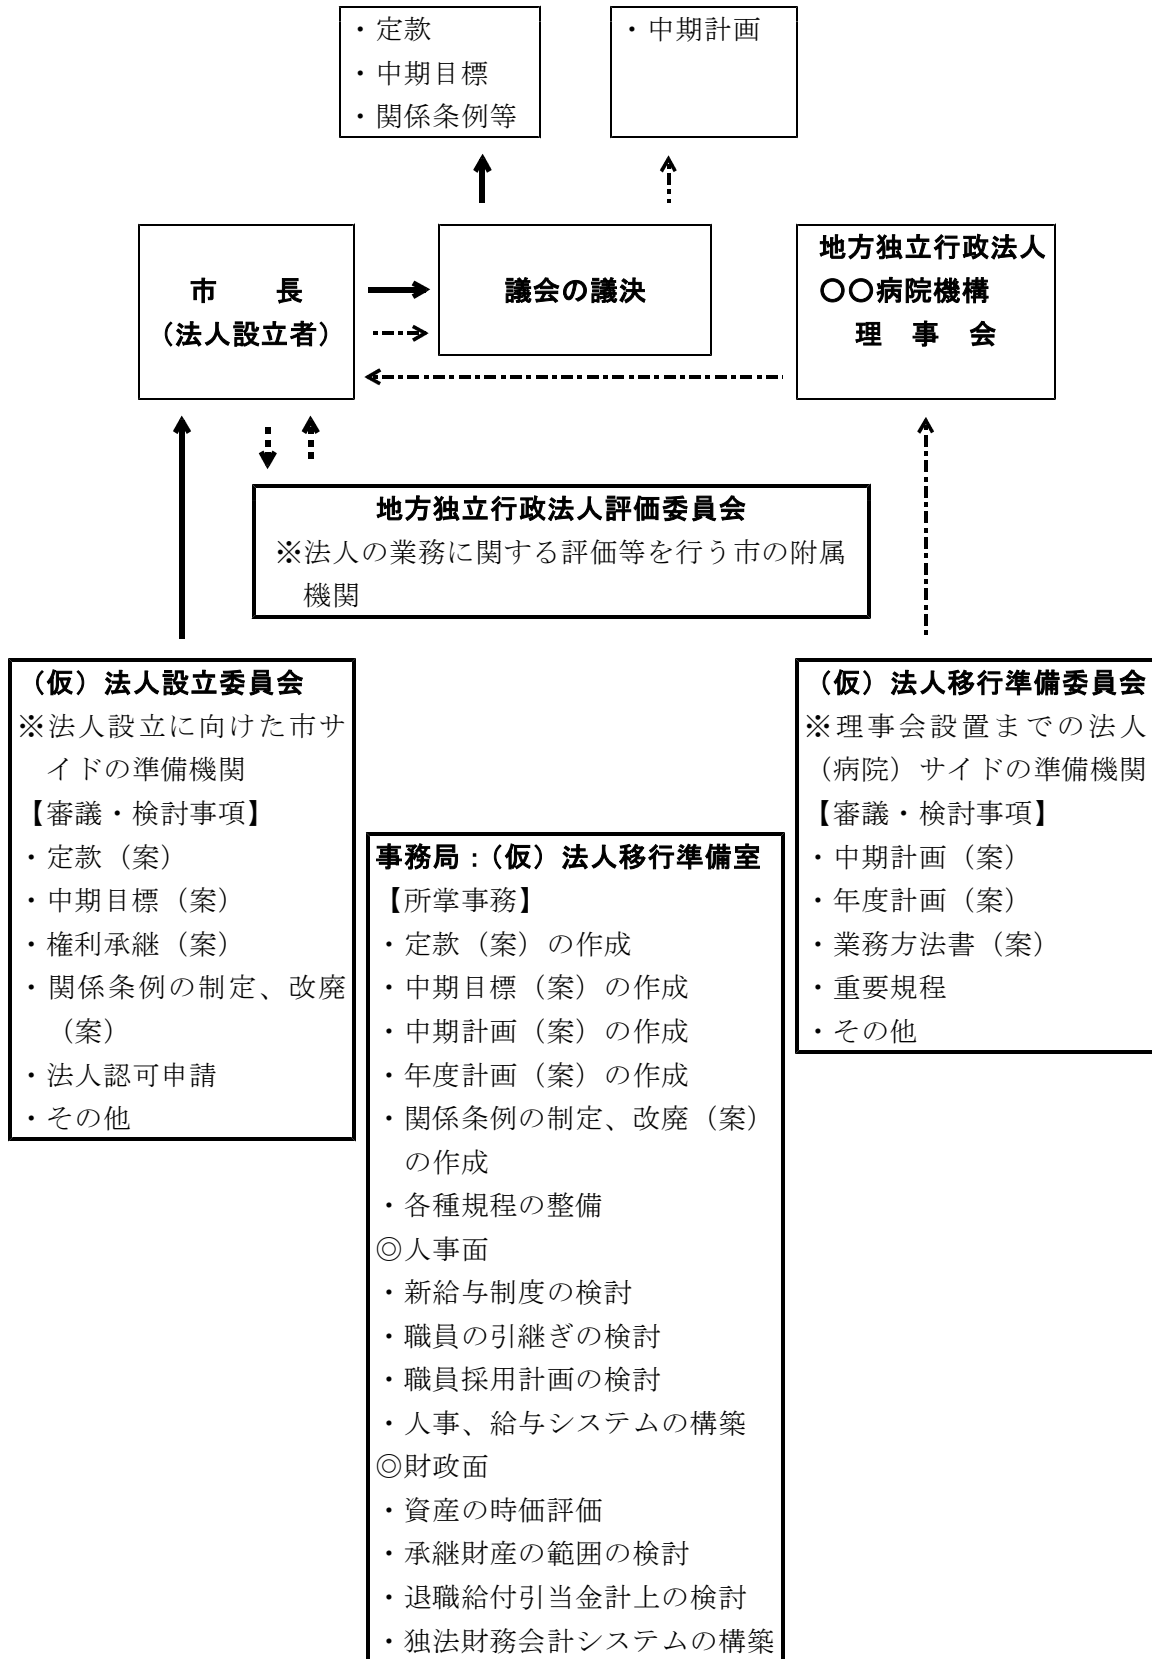 ・定款
・中期目標
・関係条例等
・中期計画
市　　長
（法人設立者）
議会の議決
地方独立行政法人
〇〇病院機構
理　事　会
地方独立行政法人評価委員会
※法人の業務に関する評価等を行う市の附属
機関
（仮）法人設立委員会
※法人設立に向けた市サ
イドの準備機関
【審議・検討事項】
・定款（案）
・中期目標（案）
・権利承継（案）
・関係条例の制定、改廃
（案）
・法人認可申請
・その他
事務局：（仮）法人移行準備室
【所掌事務】
・定款（案）の作成
・中期目標（案）の作成
・中期計画（案）の作成
・年度計画（案）の作成
・関係条例の制定、改廃（案）
の作成
・各種規程の整備
◎人事面
・新給与制度の検討
・職員の引継ぎの検討
・職員採用計画の検討
・人事、給与システムの構築
◎財政面
・資産の時価評価
・承継財産の範囲の検討
・退職給付引当金計上の検討
・独法財務会計システムの構築
（仮）法人移行準備委員会
※理事会設置までの法人
（病院）サイドの準備機関
【審議・検討事項】
・中期計画（案）
・年度計画（案）
・業務方法書（案）
・重要規程
・その他